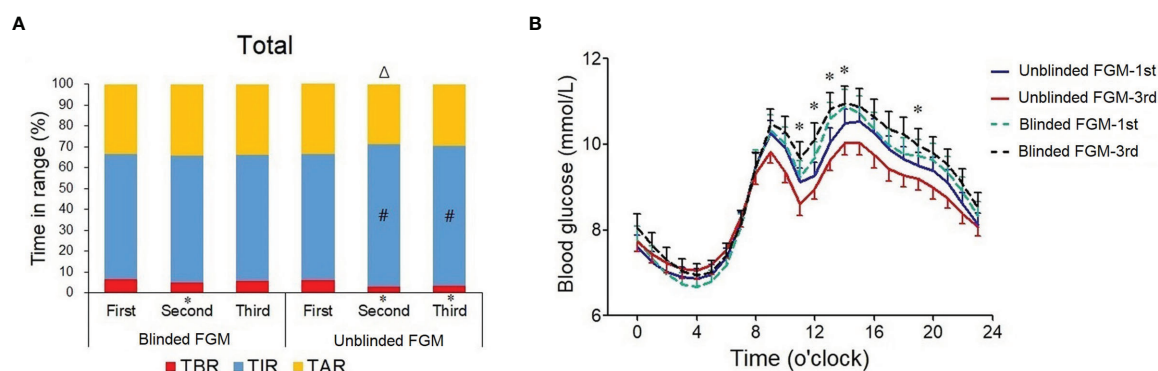 A
Total
Δ
Time in range (%)
100
90
80
70
60
50
40
30
20
10
0
# #
* * *
First Second Third First Second Third
Blinded FGM Unblinded FGM
TBR TIR TAR
B
Blood glucose (mmol/L)
12
10
8
6
* * * * *
0 4 8 12 16 20 24
Time (o'clock)
Unblinded FGM-1st
Unblinded FGM-3rd
Blinded FGM-1st
Blinded FGM-3rd